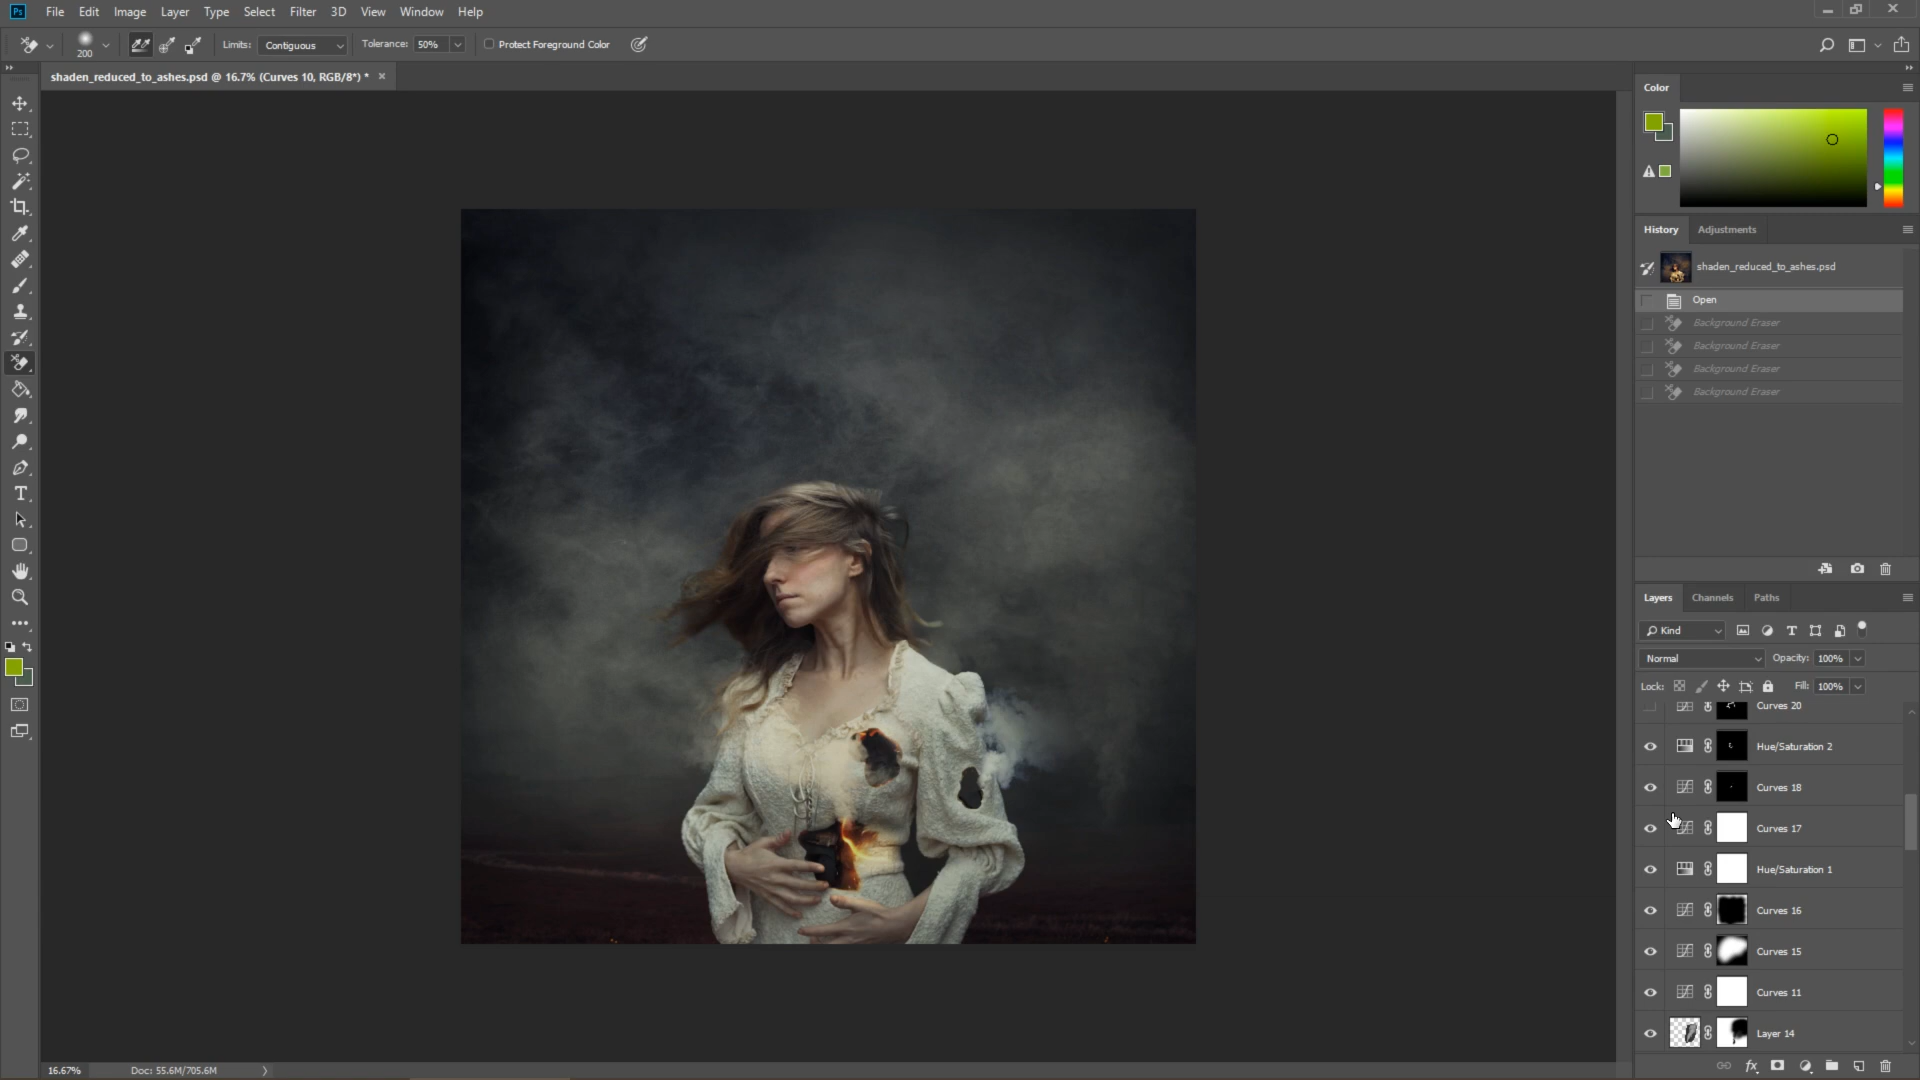 Ps File Edit Image Layer Type Select Filter 3D View Window Help
200 Limits: Contiguous Tolerance: 50% Protect Foreground Color
shaden_reduced_to_ashes.psd @ 16.7% (Curves 10, RGB/8*) *
Color
History Adjustments
shaden_reduced_to_ashes.psd
Open
Background Eraser
Background Eraser
Background Eraser
Background Eraser
Layers Channels Paths
Kind
Normal Opacity: 100%
Lock: Fill: 100%
Curves 20
Hue/Saturation 2
Curves 18
Curves 17
Hue/Saturation 1
Curves 16
Curves 15
Curves 11
Layer 14
16.67% Doc: 55.6M/705.6M